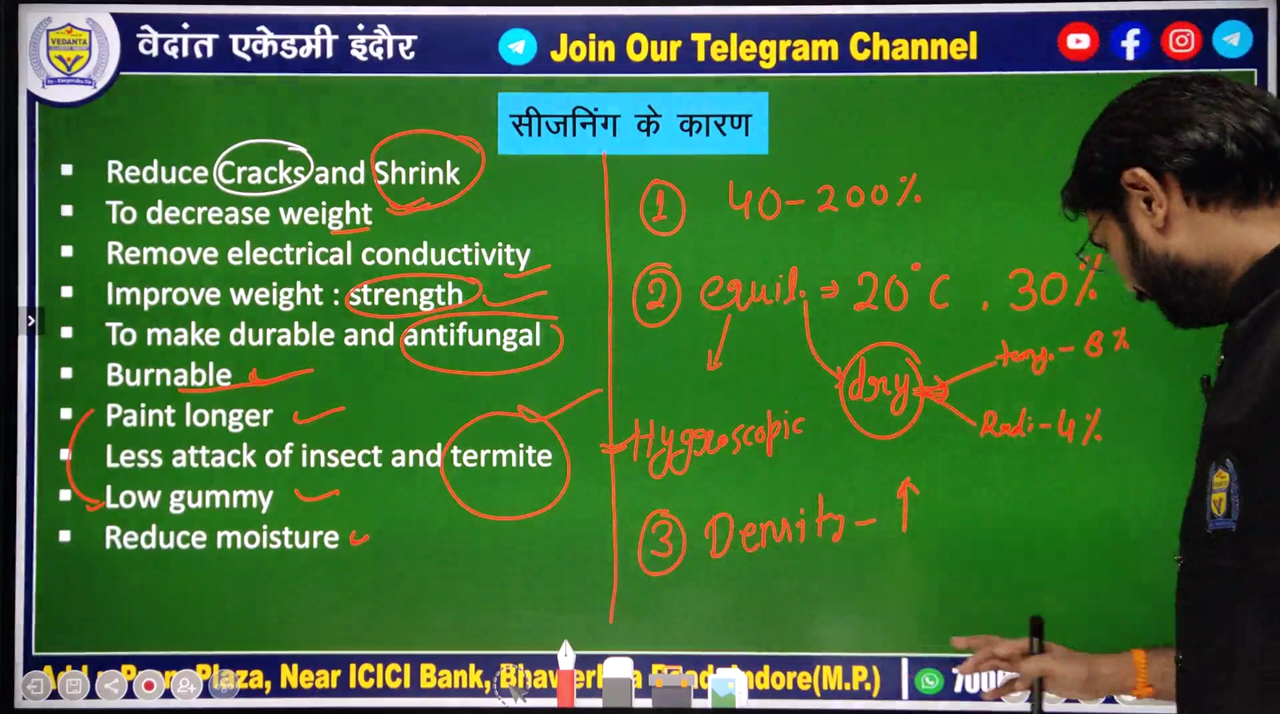 VEDANTA
वेदांत एकेडमी इंदौर
Join Our Telegram Channel
सीजनिंग के कारण
▪ Reduce Cracks and Shrink
▪ To decrease weight
▪ Remove electrical conductivity
▪ Improve weight : strength
▪ To make durable and antifungal
▪ Burnable
▪ Paint longer
▪ Less attack of insect and termite
▪ Low gummy
▪ Reduce moisture
① 40-200%
② equil. ⇒ 20°C , 30%
dry
temp. - 8%
Radi - 4%
Hygroscopic
③ Density - ↑
Plaza, Near ICICI Bank,
Indore(M.P.)